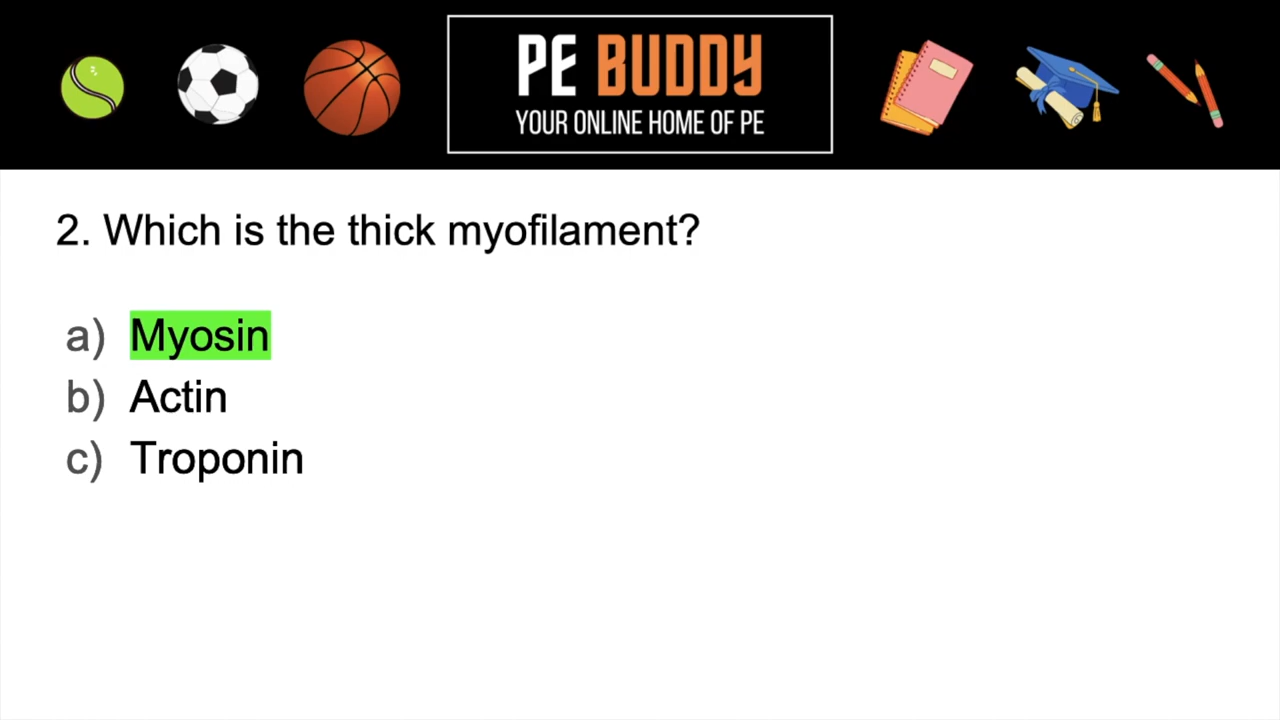 PE BUDDY
YOUR ONLINE HOME OF PE
2. Which is the thick myofilament?
a) Myosin
b) Actin
c) Troponin